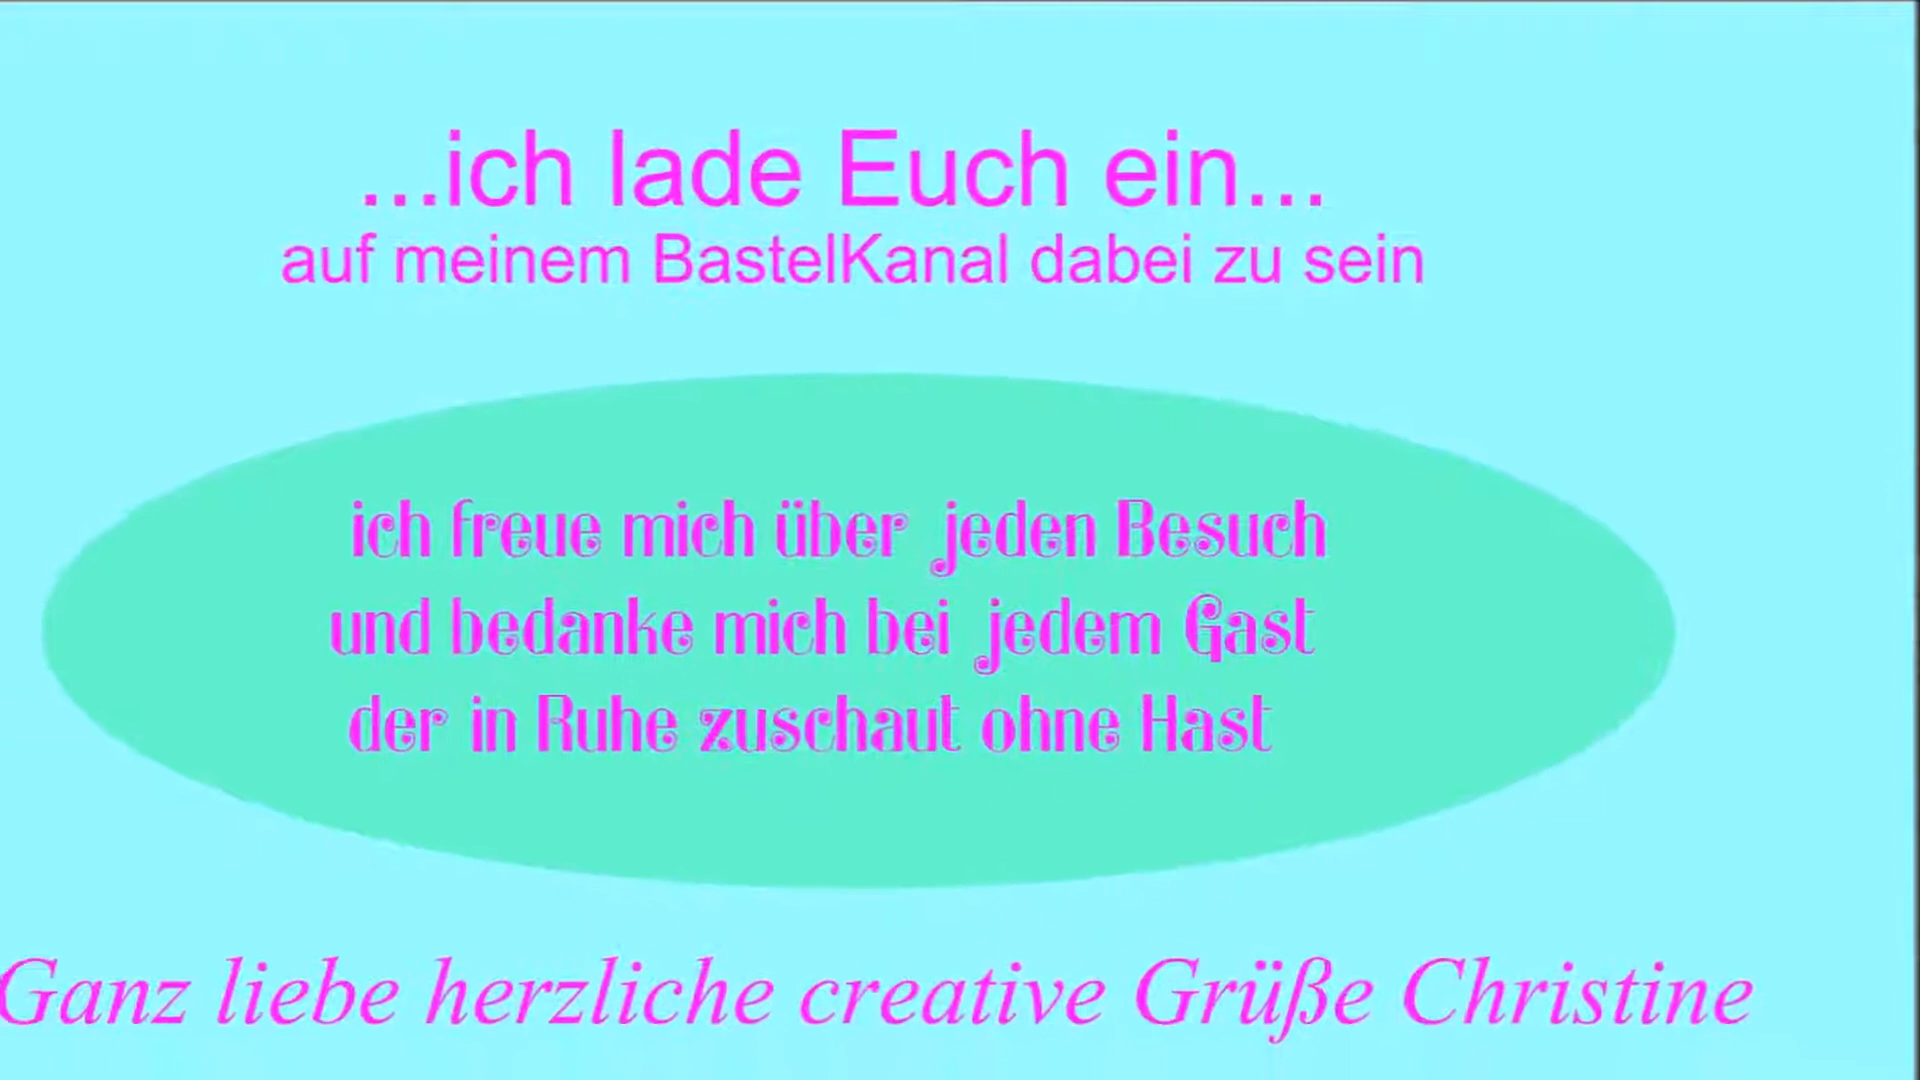 ...ich lade Euch ein...
auf meinem BastelKanal dabei zu sein
ich freue mich über jeden Besuch
und bedanke mich bei jedem Gast
der in Ruhe zuschaut ohne Hast
Ganz liebe herzliche creative Grüße Christine